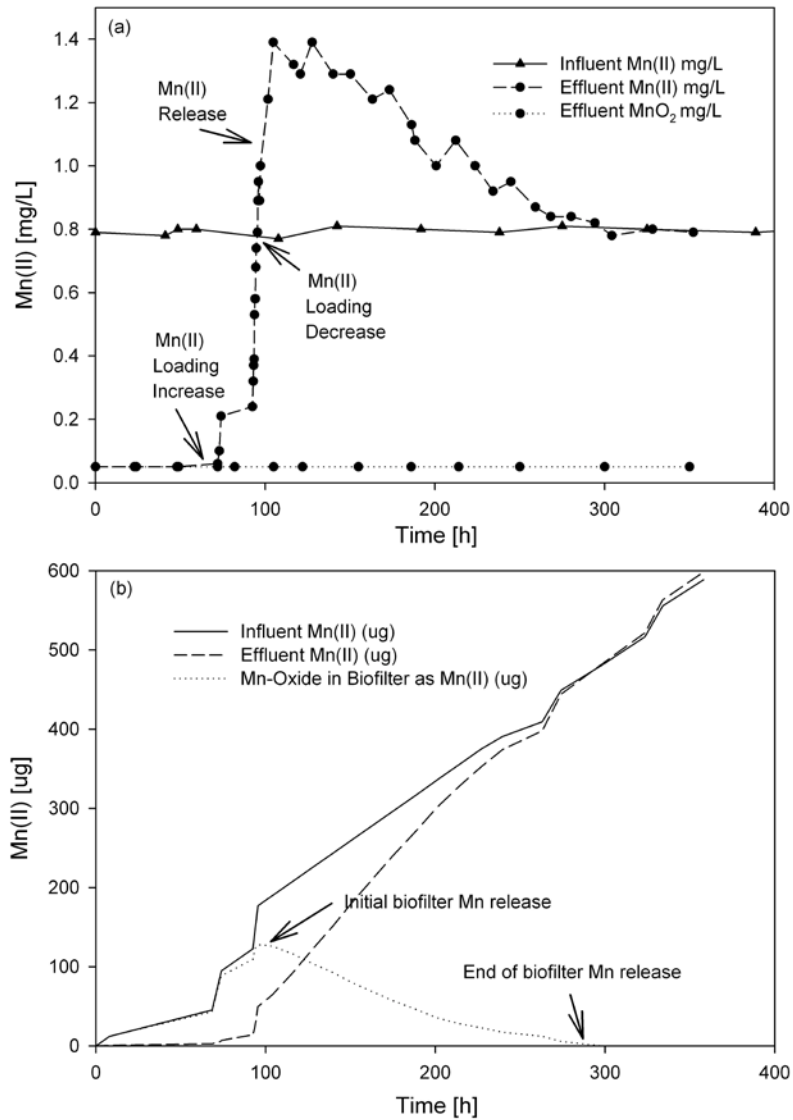 (a)
1.4
1.2
1.0
0.8
0.6
0.4
0.2
0.0
Mn(II) [mg/L]
Influent Mn(II) mg/L
Effluent Mn(II) mg/L
Effluent MnO₂ mg/L
Mn(II)
Release
Mn(II)
Loading
Decrease
Mn(II)
Loading
Increase
0 100 200 300 400
Time [h]
(b)
600
500
400
300
200
100
0
Mn(II) [ug]
Influent Mn(II) (ug)
Effluent Mn(II) (ug)
Mn-Oxide in Biofilter as Mn(II) (ug)
Initial biofilter Mn release
End of biofilter Mn release
0 100 200 300 400
Time [h]